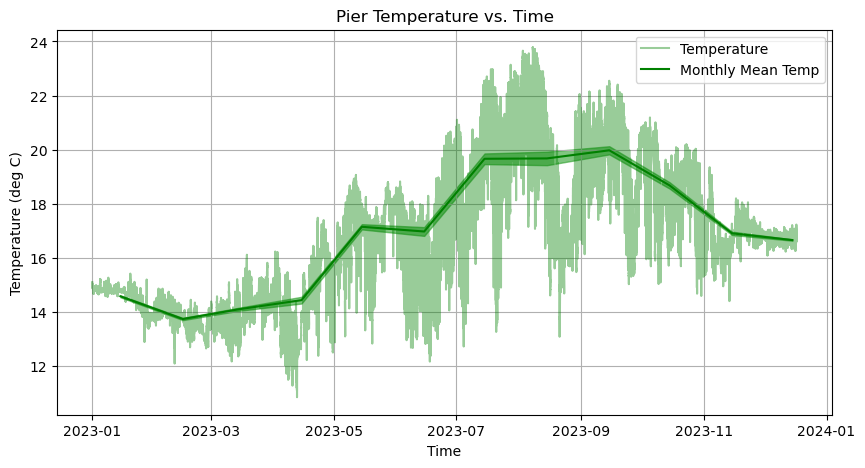 Pier Temperature vs. Time
Temperature
Monthly Mean Temp
Temperature (deg C)
24
22
20
18
16
14
12
2023-01 2023-03 2023-05 2023-07 2023-09 2023-11 2024-01
Time